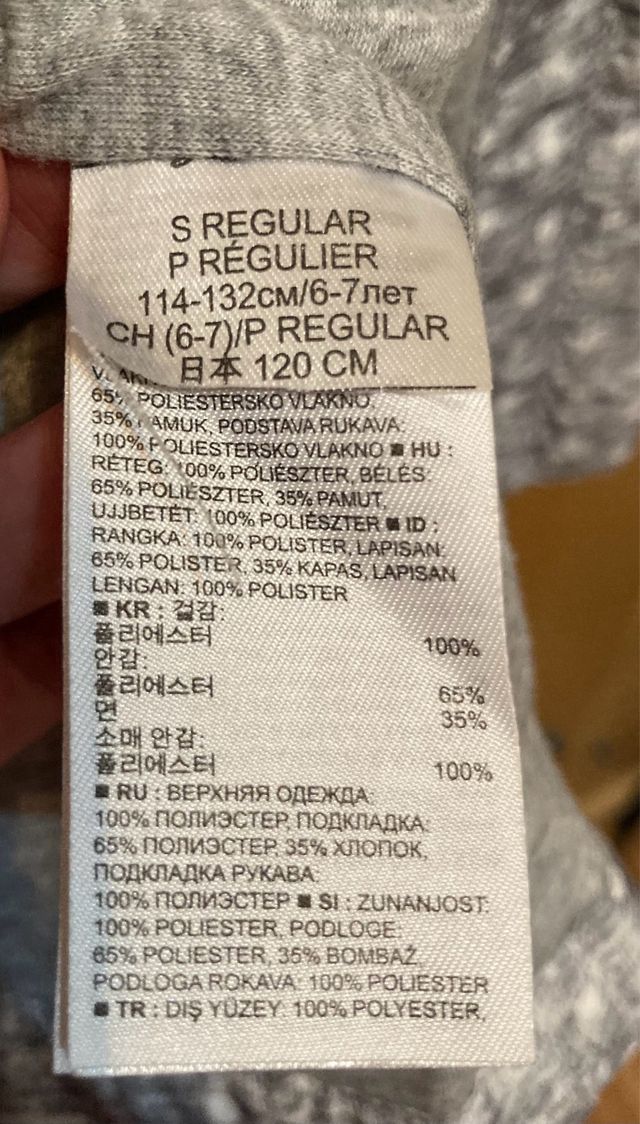 S REGULAR
P RÉGULIER
114-132см/6-7лет
CH (6-7)/P REGULAR
日本 120 CM
65% POLIESTERSKO VLAKNO.
35% PAMUK, PODSTAVA RUKAVA:
100% POLIESTERSKO VLAKNO ■ HU :
RÉTEG: 100% POLIÉSZTER, BÉLÉS:
65% POLIÉSZTER, 35% PAMUT,
UJJBETÉT: 100% POLIÉSZTER ■ ID :
RANGKA: 100% POLISTER, LAPISAN:
65% POLISTER, 35% KAPAS, LAPISAN
LENGAN: 100% POLISTER
■ KR : 겉감:
폴리에스터 100%
안감:
폴리에스터 65%
면 35%
소매 안감:
폴리에스터 100%
■ RU : ВЕРХНЯЯ ОДЕЖДА:
100% ПОЛИЭСТЕР, ПОДКЛАДКА:
65% ПОЛИЭСТЕР, 35% ХЛОПОК,
ПОДКЛАДКА РУКАВА:
100% ПОЛИЭСТЕР ■ SI : ZUNANJOST:
100% POLIESTER, PODLOGE:
65% POLIESTER, 35% BOMBAŽ,
PODLOGA ROKAVA: 100% POLIESTER
■ TR : DIŞ YÜZEY: 100% POLYESTER,